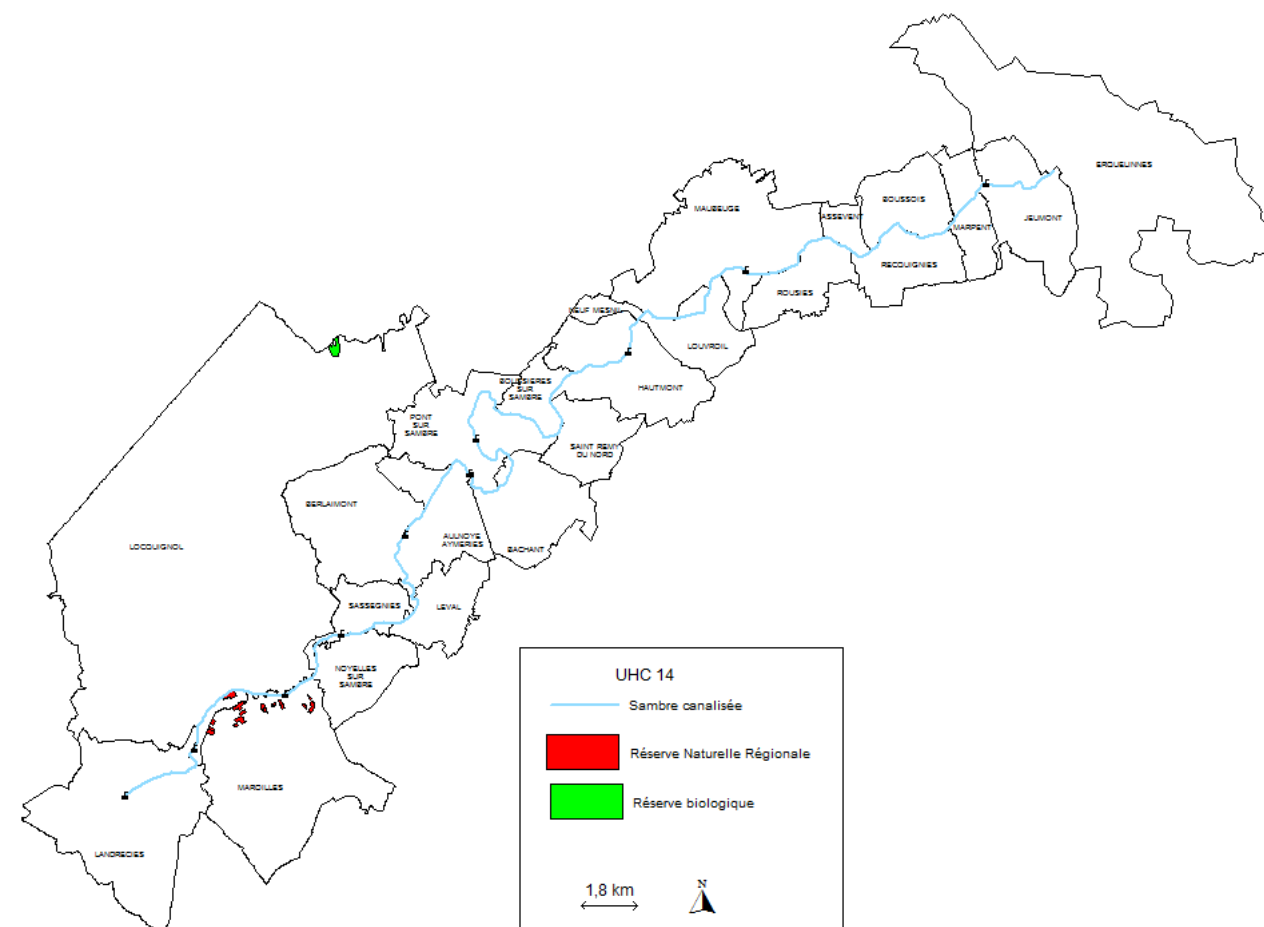 ERQUELINNES
BOUSSOIS
MAUBEUGE
ASSEVENT
JEUMONT
MARPENT
RECQUIGNIES
ROUSIES
NEUF MESNIL
LOUVROIL
BOUSSIERES
SUR
SAMBRE
HAUTMONT
PONT
SUR
SAMBRE
SAINT REMY
DU NORD
BERLAIMONT
AULNOYE
AYMERIES
LOCQUIGNOL
BACHANT
SASSEGNIES
LEVAL
NOYELLES
SUR
SAMBRE
MAROILLES
LANDRECIES
UHC 14
Sambre canalisée
Réserve Naturelle Régionale
Réserve biologique
1,8 km
N